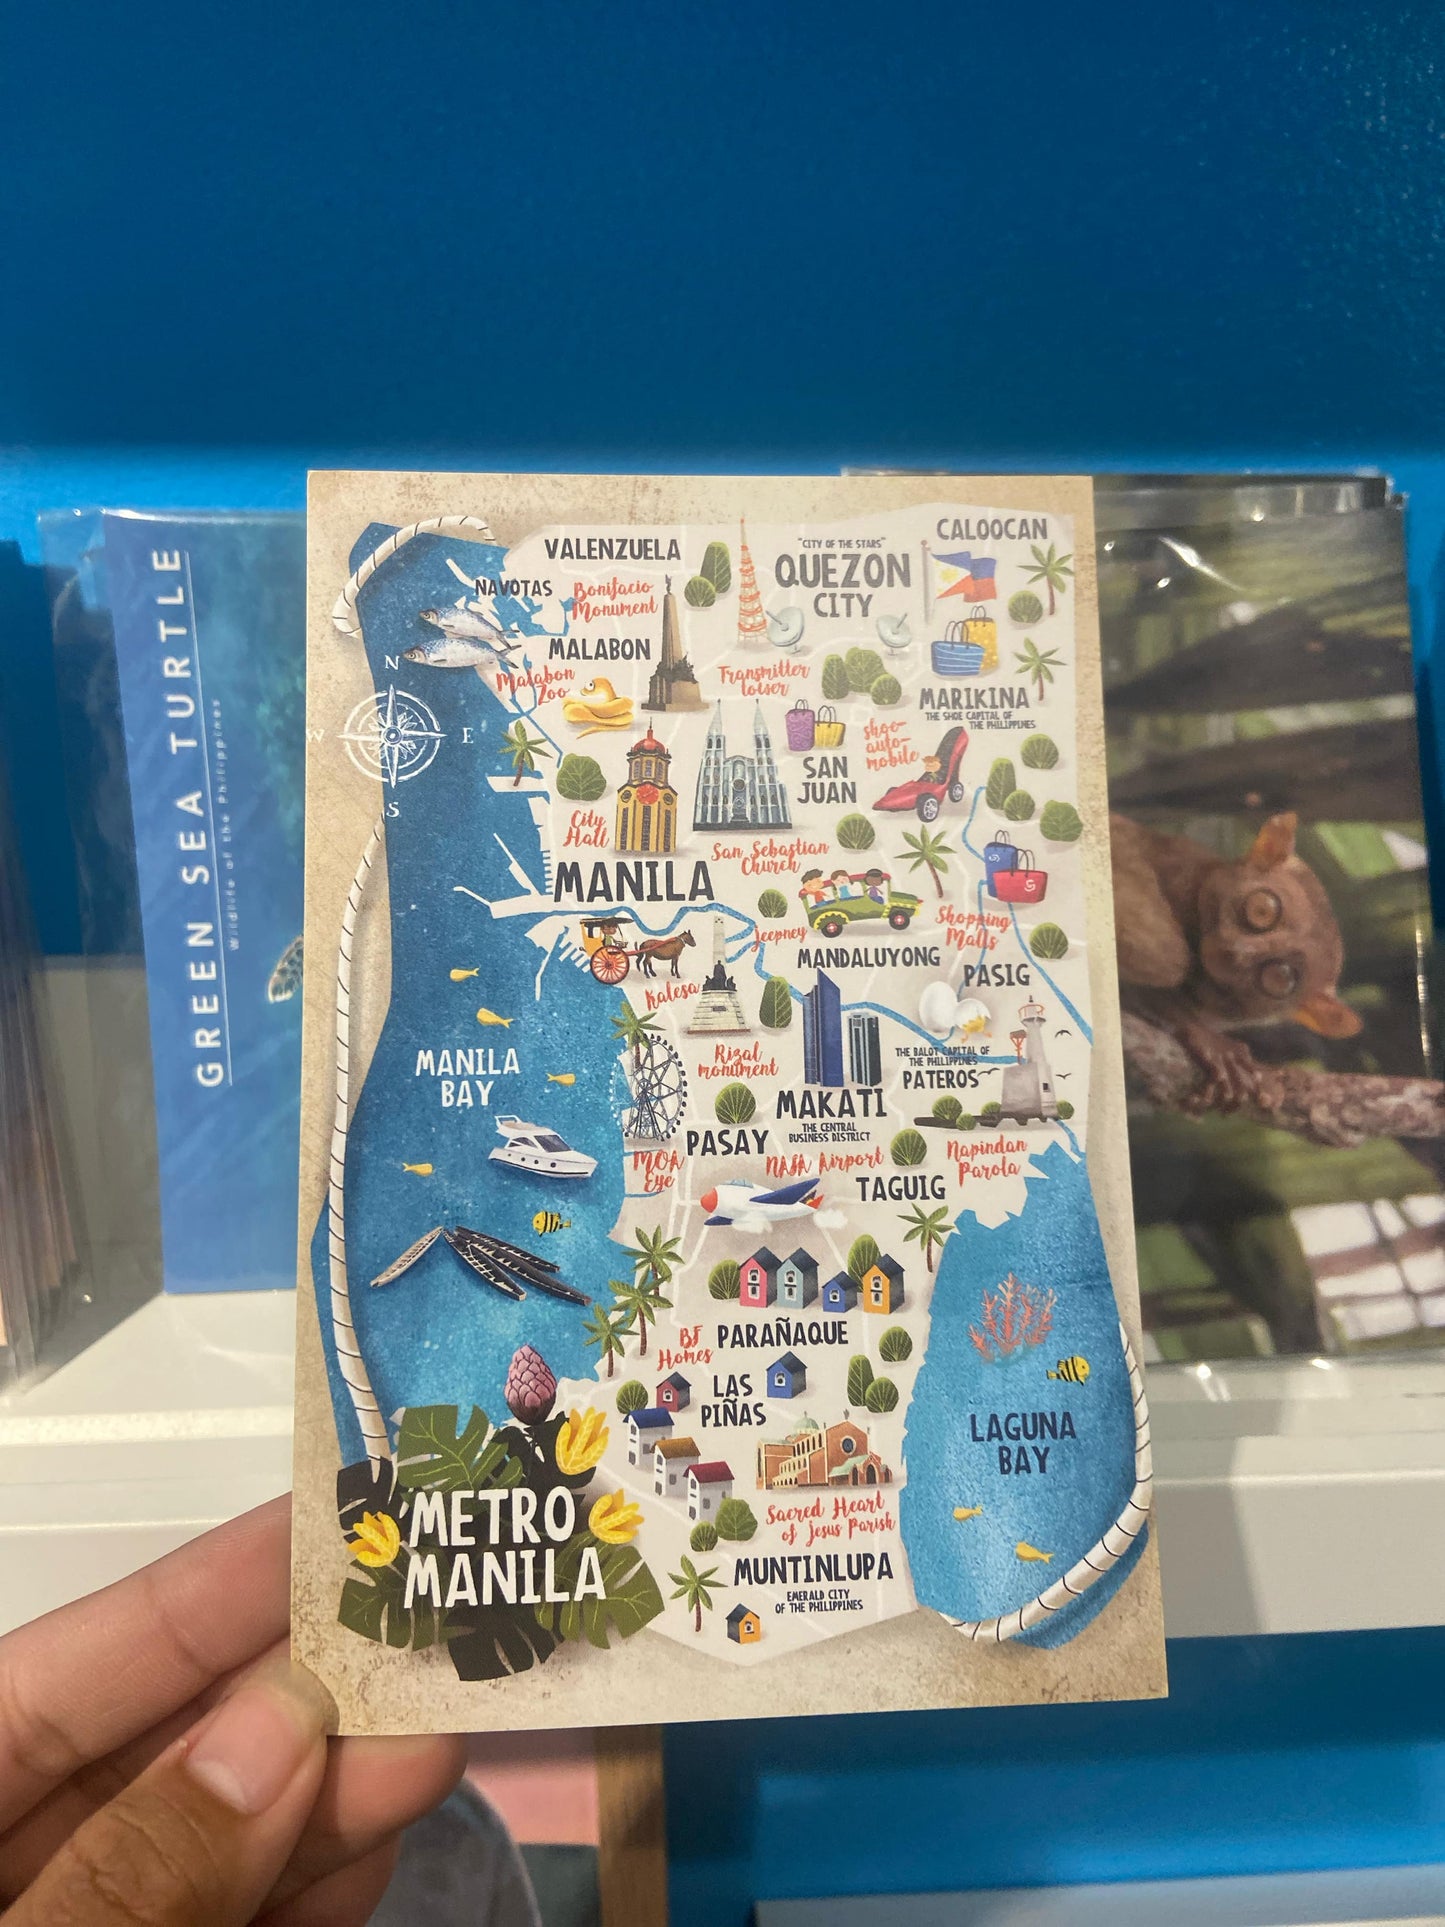 CALOOCAN
VALENZUELA
"CITY OF THE STARS"
QUEZON
CITY
NAVOTAS
Bonifacio
Monument
MALABON
Malabon
Zoo
Transmitter
tower
MARIKINA
THE SHOE CAPITAL OF
THE PHILIPPINES
shoe-
auto-
mobile
N
W
E
S
SAN
JUAN
City
Hall
San Sebastian
Church
MANILA
Jeepney
Shopping
Malls
MANDALUYONG
PASIG
Kalesa
Rizal
monument
THE BALOT CAPITAL OF
THE PHILIPPINES
PATEROS
MANILA
BAY
MAKATI
THE CENTRAL
BUSINESS DISTRICT
PASAY
MOA
Eye
NAIA Airport
Napindan
Parola
TAGUIG
BF
Homes
PARAÑAQUE
LAS
PIÑAS
LAGUNA
BAY
Sacred Heart
of Jesus Parish
METRO
MANILA
MUNTINLUPA
EMERALD CITY
OF THE PHILIPPINES
GREEN SEA TURTLE
Wildlife of the Philippines